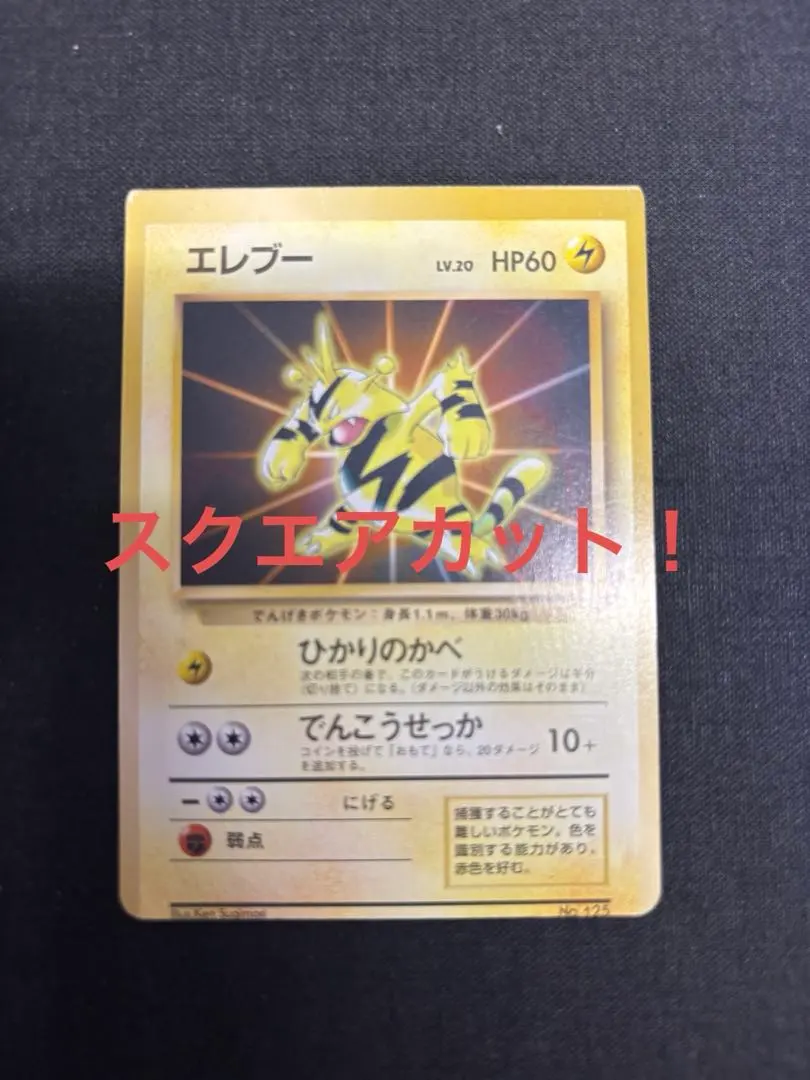 エレブー LV.20 HP60
スクエアカット！
でんげきポケモン：身長1.1m、体重30kg
ひかりのかべ
次の相手の番で、このカードがうけるダメージは半分
(切り捨て)になる。(ダメージ以外の効果はそのまま)
でんこうせっか 10+
コインを投げて「おもて」なら、20ダメージ
を追加する。
ー にげる
弱点
捕獲することがとても
難しいポケモン。色を
識別する能力があり、
赤色を好む。
Illus. Ken Sugimori No. 125